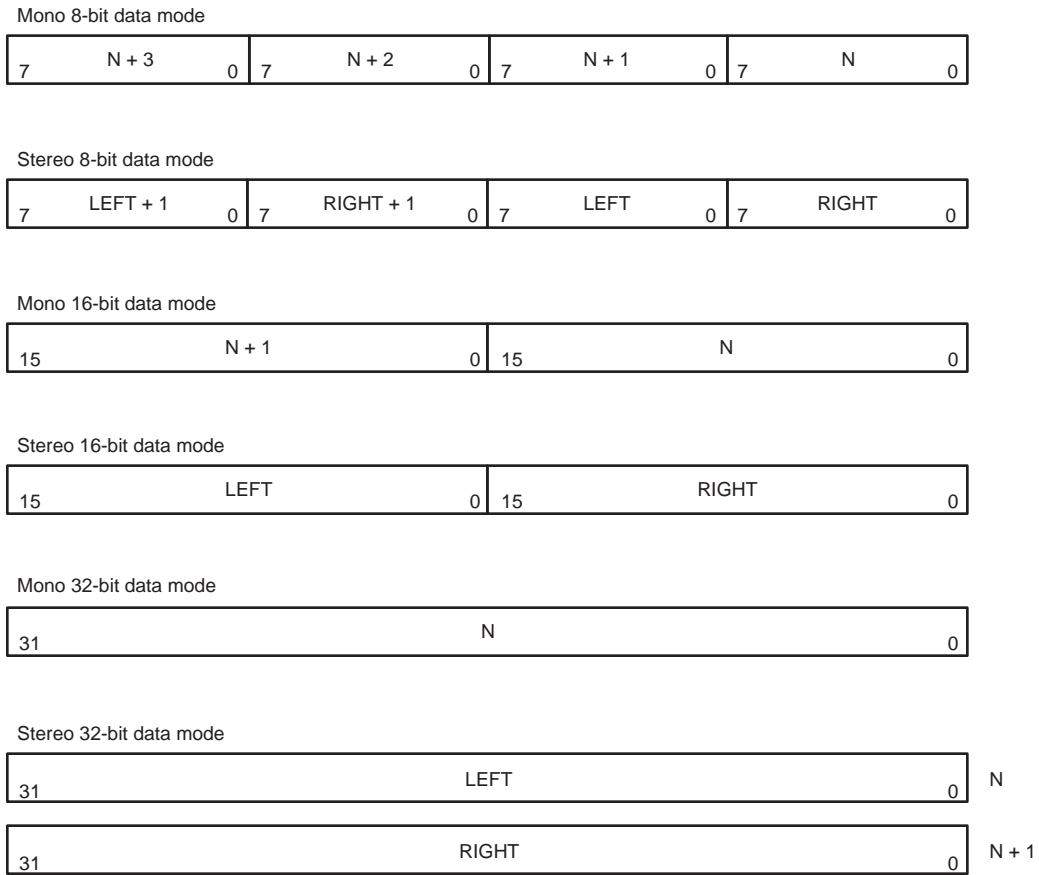 Mono 8-bit data mode
N + 3 N + 2 N + 1 N
7 0 7 0 7 0 7 0
Stereo 8-bit data mode
LEFT + 1 RIGHT + 1 LEFT RIGHT
7 0 7 0 7 0 7 0
Mono 16-bit data mode
N + 1 N
15 0 15 0
Stereo 16-bit data mode
LEFT RIGHT
15 0 15 0
Mono 32-bit data mode
N
31 0
Stereo 32-bit data mode
LEFT N
31 0
RIGHT N + 1
31 0